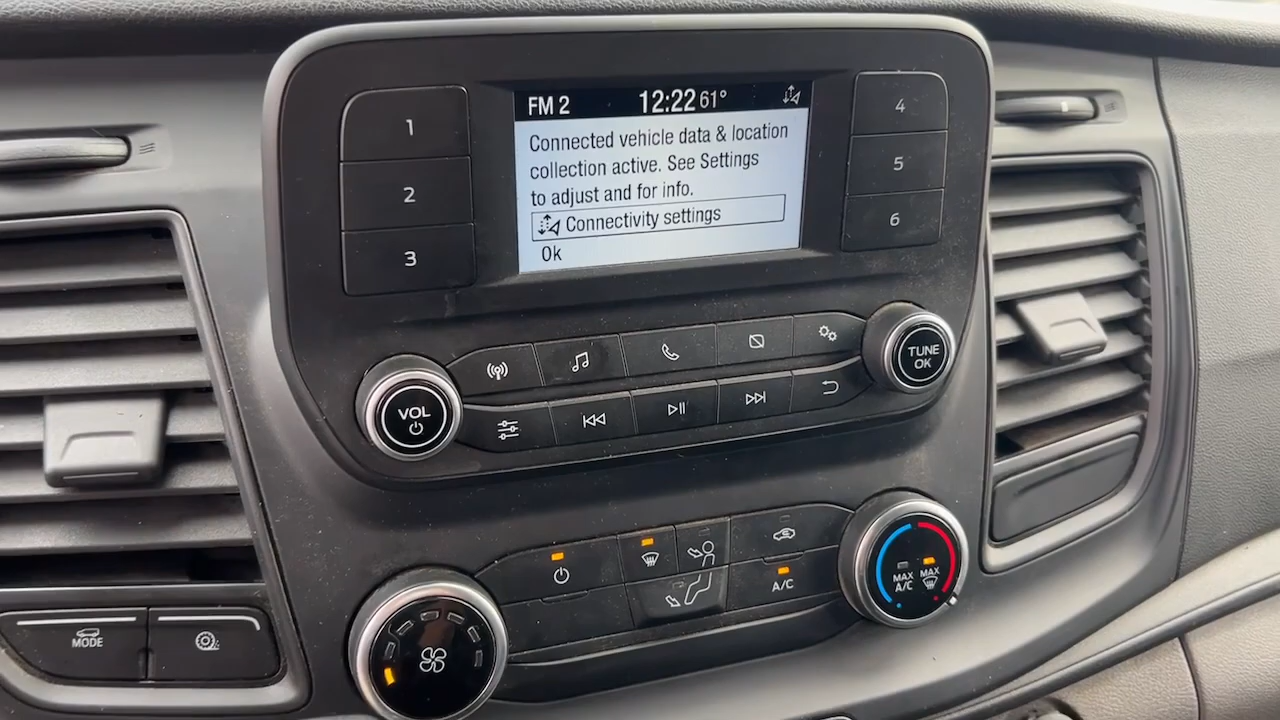 FM 2 12:22 61°
Connected vehicle data & location
collection active. See Settings
to adjust and for info.
Connectivity settings
Ok
1
2
3
4
5
6
VOL
TUNE
OK
A/C
MAX
A/C
MAX
MODE